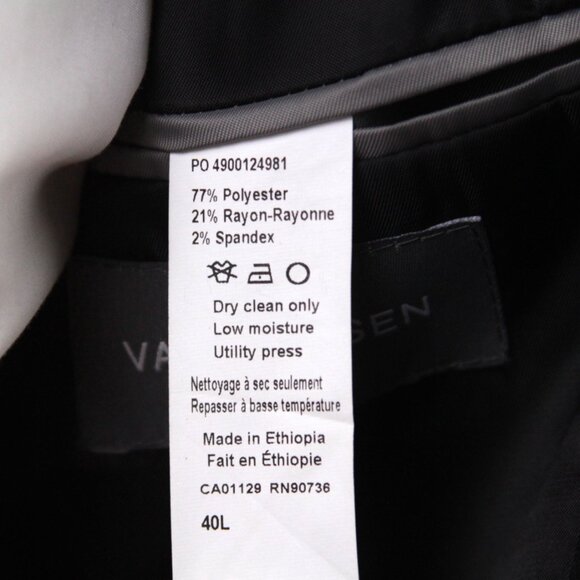 PO 4900124981
77% Polyester
21% Rayon-Rayonne
2% Spandex
Dry clean only
Low moisture
Utility press
Nettoyage à sec seulement
Repasser à basse température
Made in Ethiopia
Fait en Éthiopie
CA01129 RN90736
40L